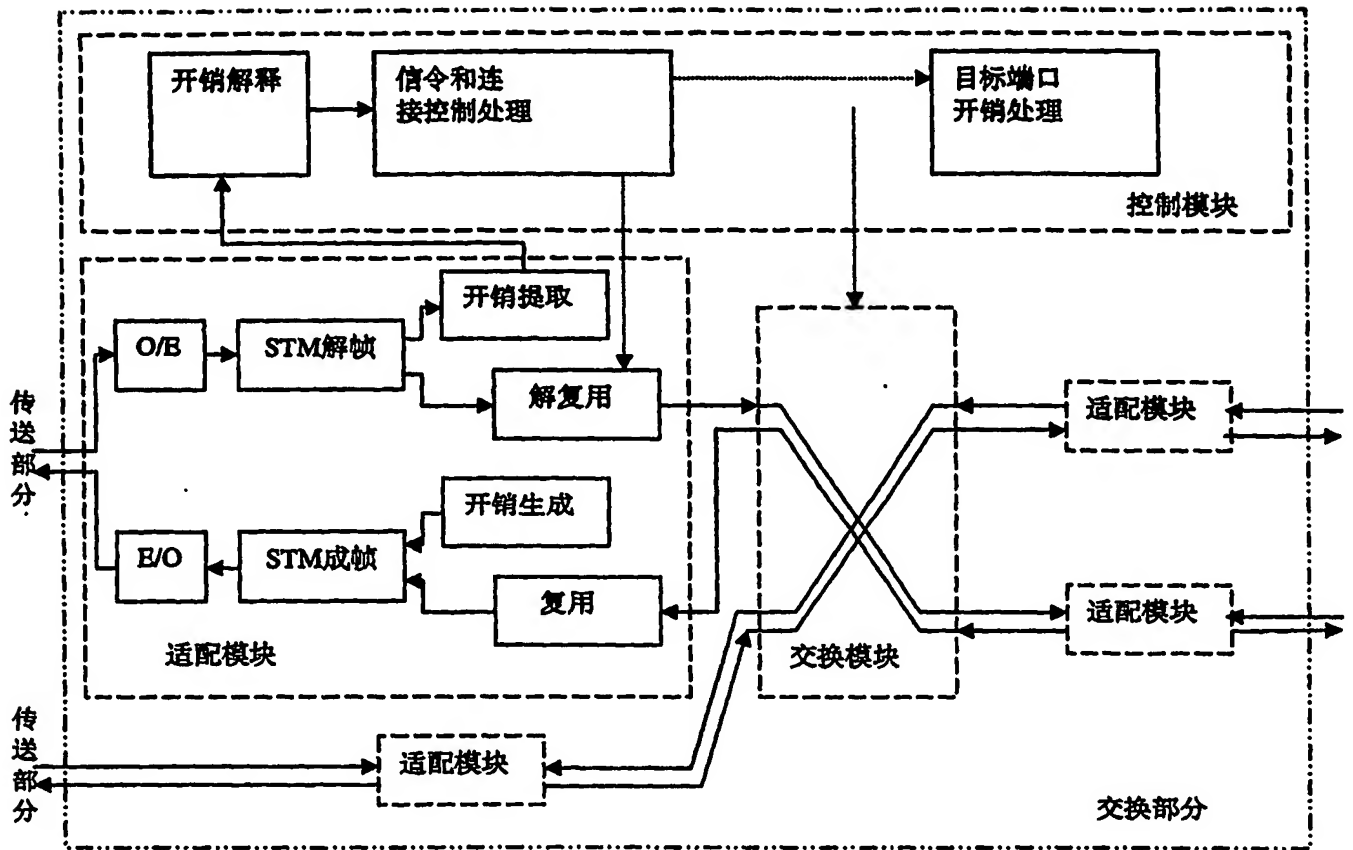 开销解释
信令和连
接控制处理
目标端口
开销处理
控制模块
开销提取
O/E
STM解帧
解复用
传送部分
适配模块
开销生成
E/O
STM成帧
复用
适配模块
适配模块
交换模块
传送部分
适配模块
交换部分